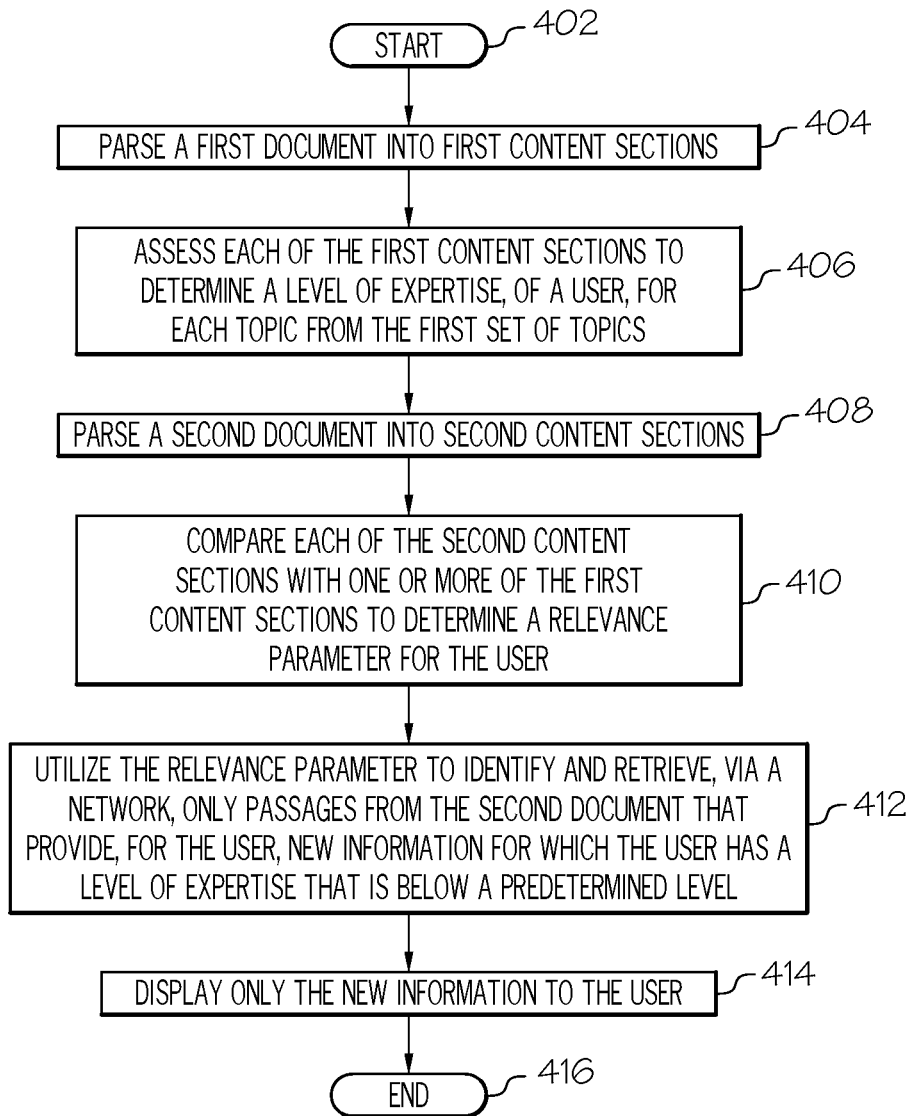 START
402
PARSE A FIRST DOCUMENT INTO FIRST CONTENT SECTIONS
404
ASSESS EACH OF THE FIRST CONTENT SECTIONS TO
DETERMINE A LEVEL OF EXPERTISE, OF A USER, FOR
EACH TOPIC FROM THE FIRST SET OF TOPICS
406
PARSE A SECOND DOCUMENT INTO SECOND CONTENT SECTIONS
408
COMPARE EACH OF THE SECOND CONTENT
SECTIONS WITH ONE OR MORE OF THE FIRST
CONTENT SECTIONS TO DETERMINE A RELEVANCE
PARAMETER FOR THE USER
410
UTILIZE THE RELEVANCE PARAMETER TO IDENTIFY AND RETRIEVE, VIA A
NETWORK, ONLY PASSAGES FROM THE SECOND DOCUMENT THAT
PROVIDE, FOR THE USER, NEW INFORMATION FOR WHICH THE USER HAS A
LEVEL OF EXPERTISE THAT IS BELOW A PREDETERMINED LEVEL
412
DISPLAY ONLY THE NEW INFORMATION TO THE USER
414
END
416